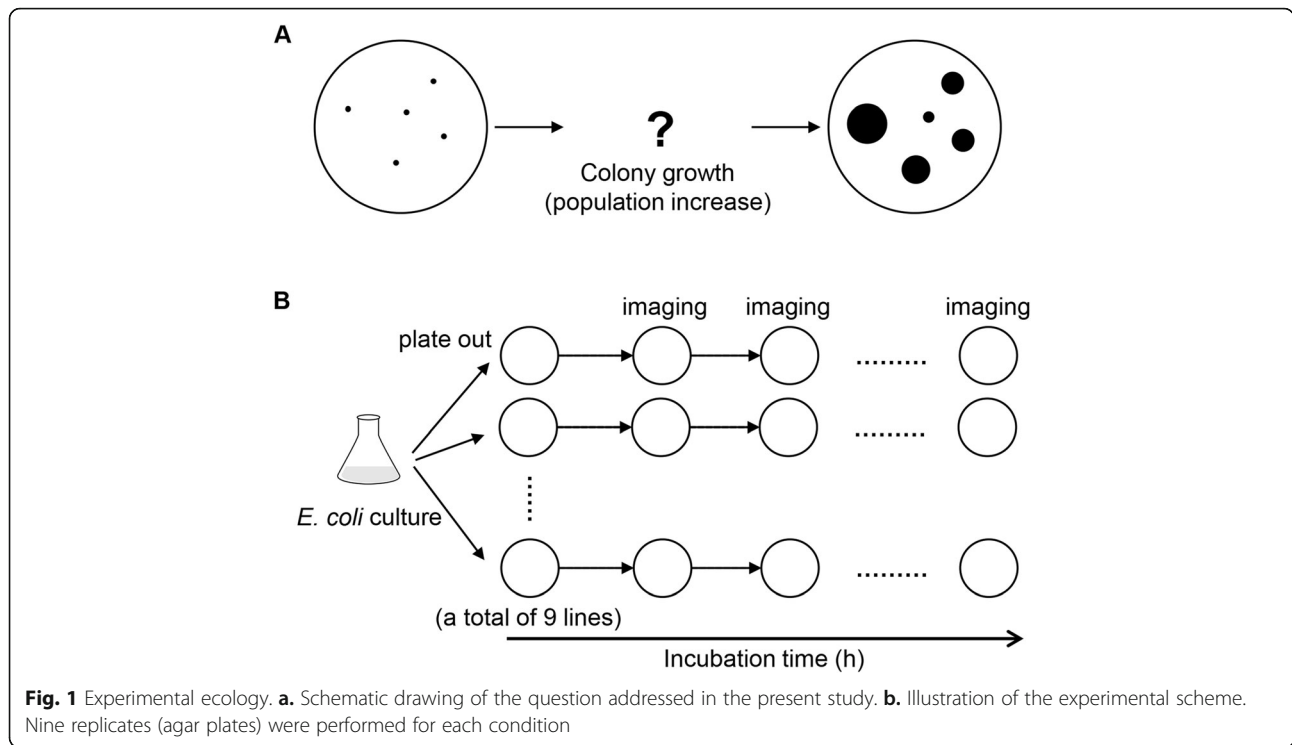 A
?
Colony growth
(population increase)
B
imaging imaging imaging
plate out
.........
.........
E. coli culture
.........
(a total of 9 lines)
Incubation time (h)
Fig. 1 Experimental ecology. a. Schematic drawing of the question addressed in the present study. b. Illustration of the experimental scheme.
Nine replicates (agar plates) were performed for each condition